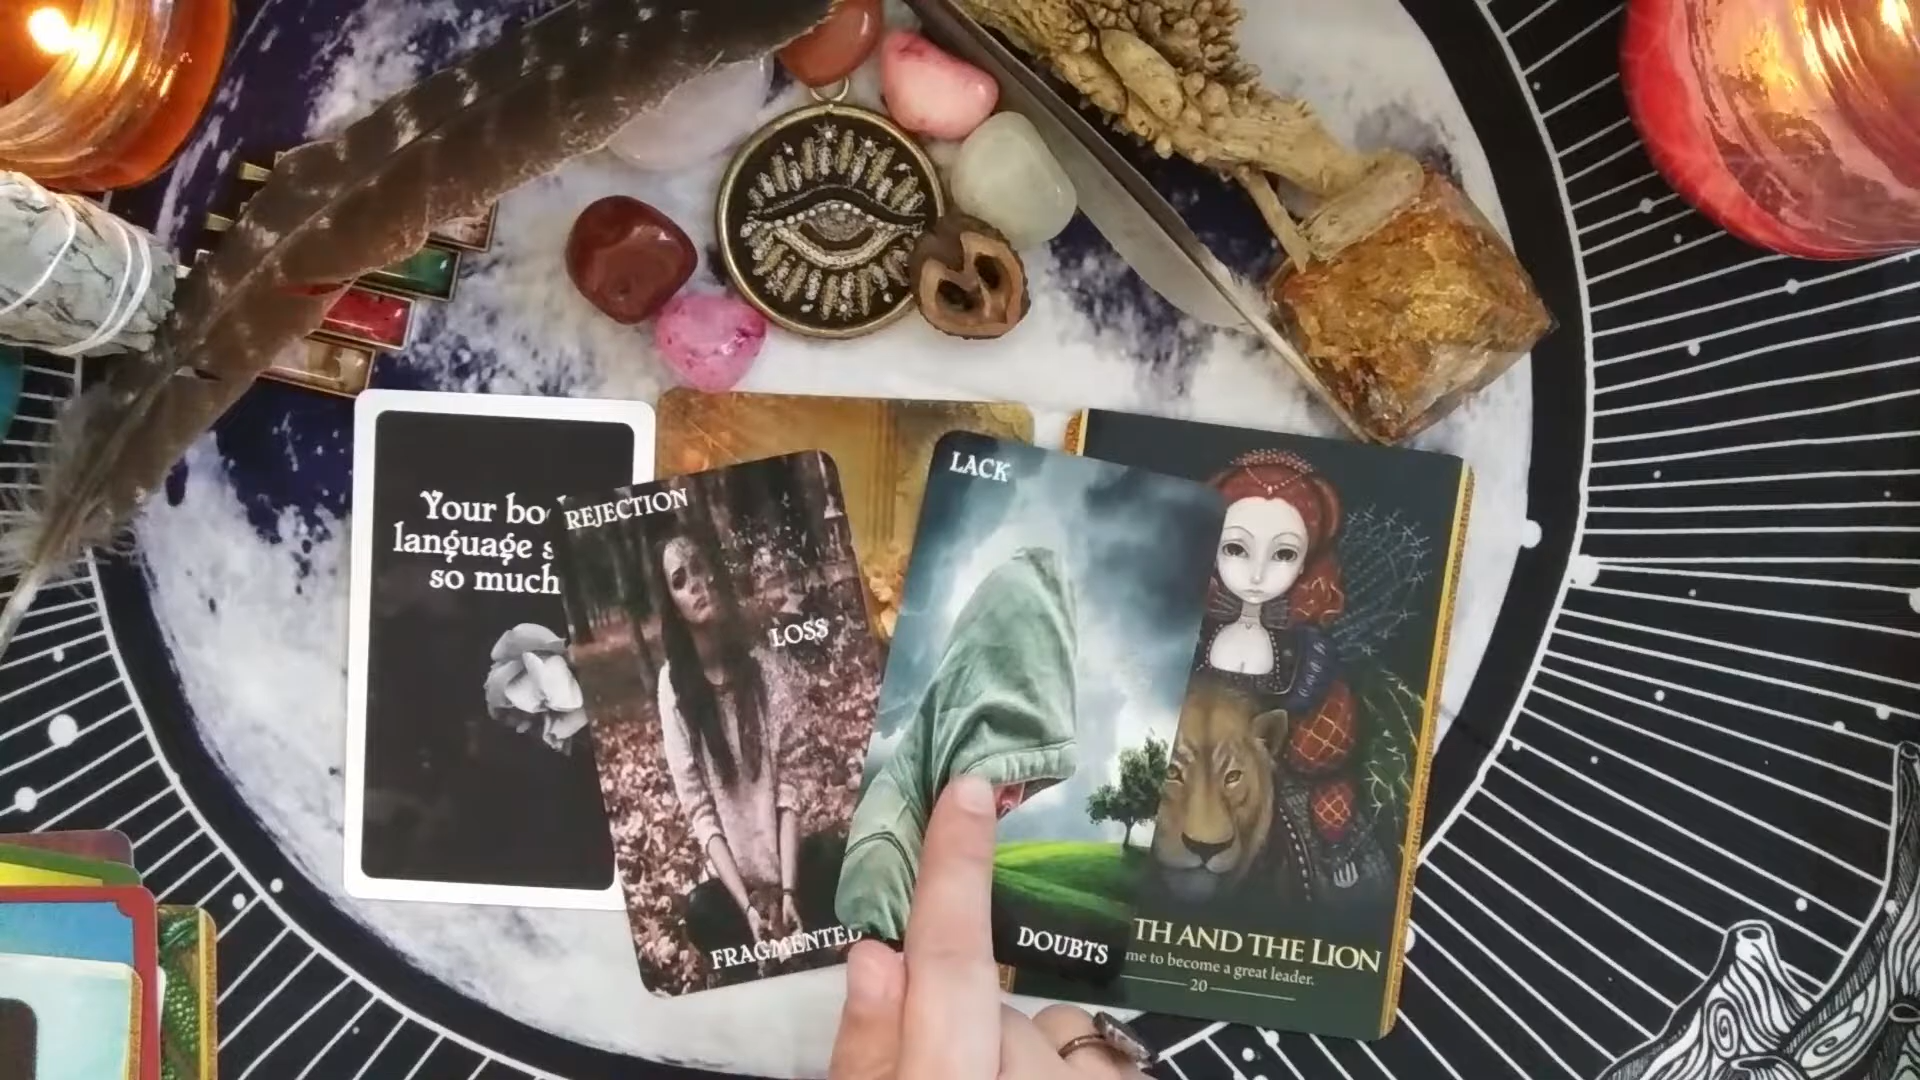 Your
language
so much
REJECTION
LOSS
FRAGMENTED
LACK
DOUBTS
TH AND THE LION
me to become a great leader.
20